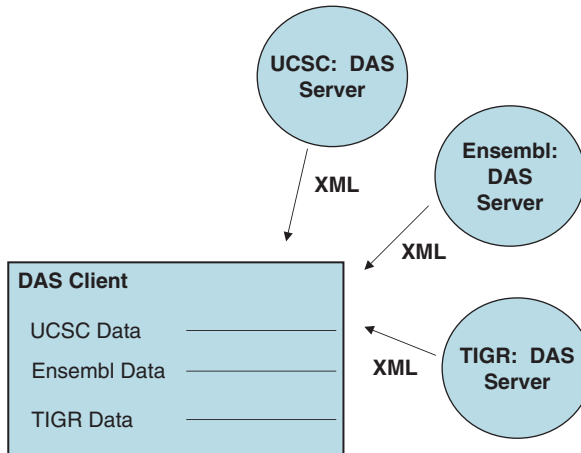 UCSC:  DAS
Server
Ensembl:
DAS
Server
XML
XML
DAS Client
UCSC Data
Ensembl Data
TIGR Data
XML
TIGR:  DAS
Server